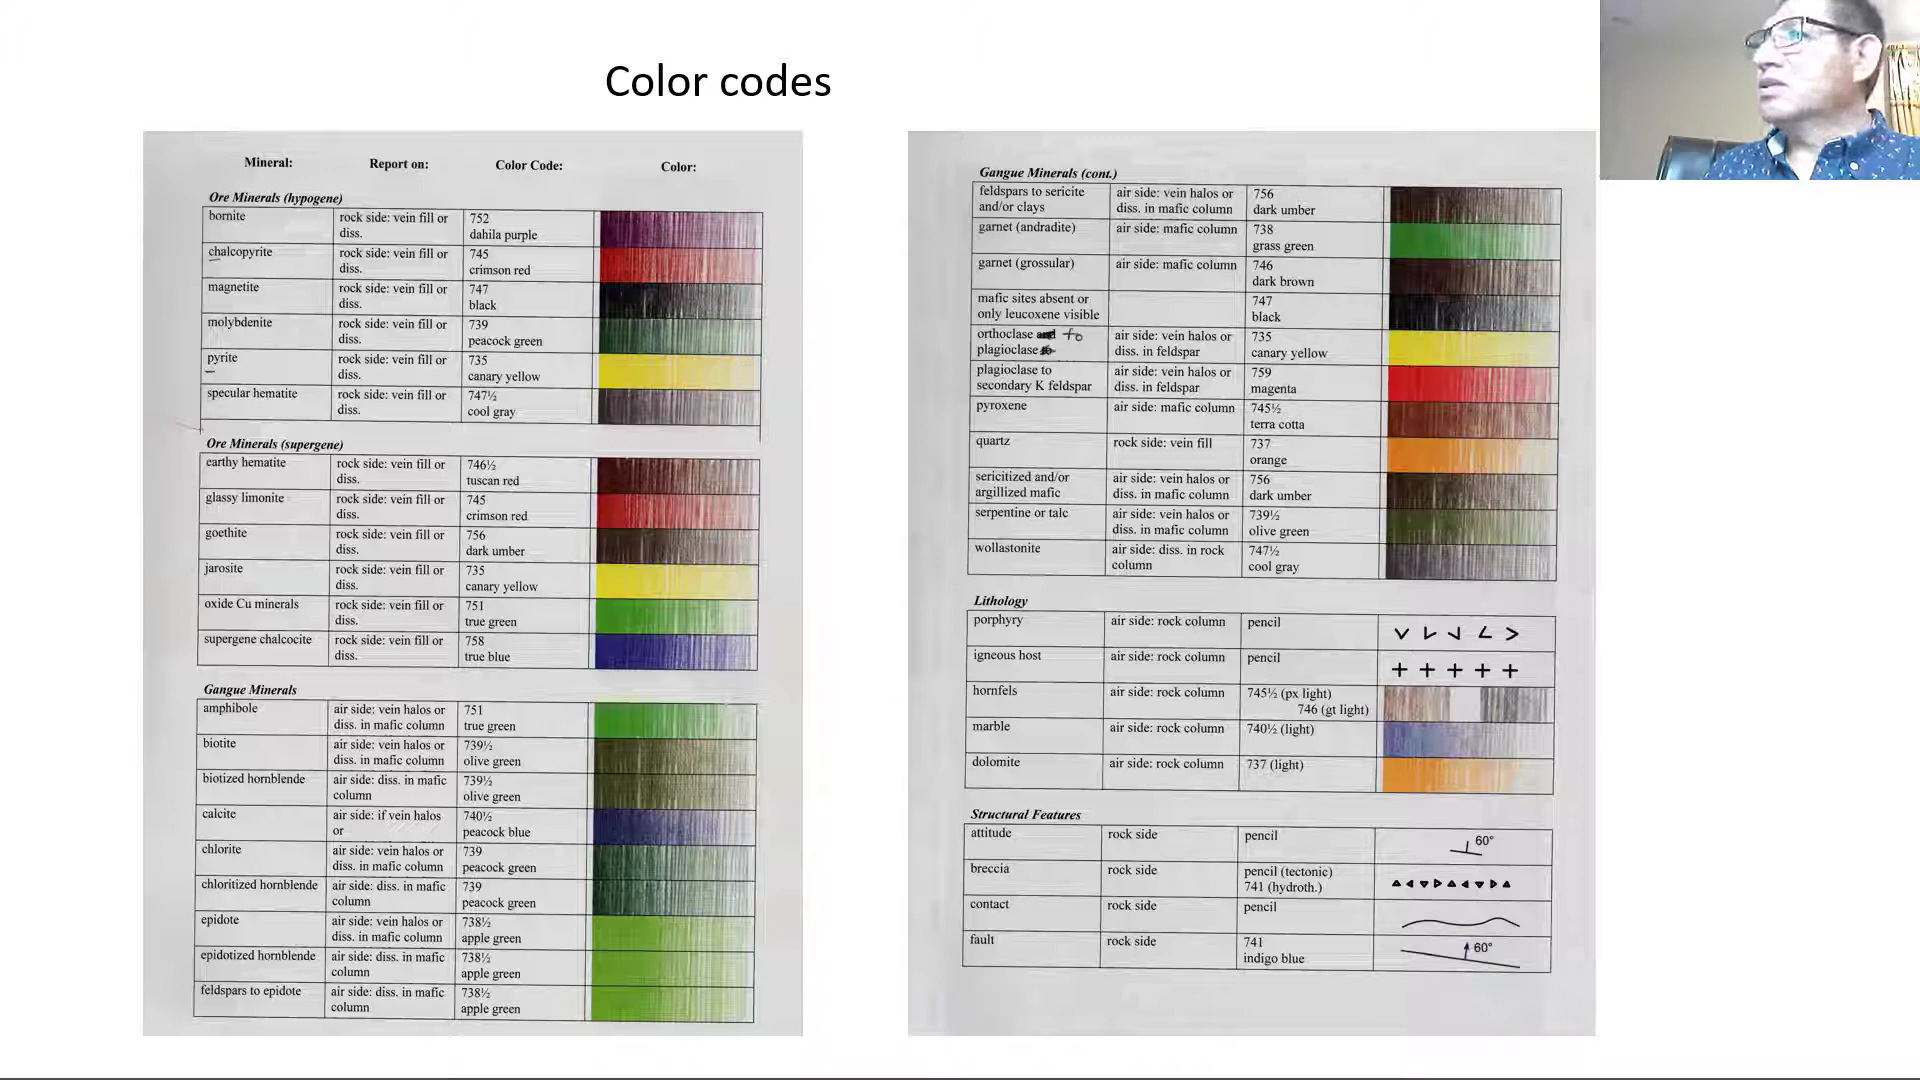 Color codes
Mineral: Report on: Color Code: Color:
Ore Minerals (hypogene)
bornite rock side: vein fill or diss. 752 dahila purple
chalcopyrite rock side: vein fill or diss. 745 crimson red
magnetite rock side: vein fill or diss. 747 black
molybdenite rock side: vein fill or diss. 739 peacock green
pyrite rock side: vein fill or diss. 735 canary yellow
specular hematite rock side: vein fill or diss. 747½ cool gray
Ore Minerals (supergene)
earthy hematite rock side: vein fill or diss. 746½ tuscan red
glassy limonite rock side: vein fill or diss. 745 crimson red
goethite rock side: vein fill or diss. 756 dark umber
jarosite rock side: vein fill or diss. 735 canary yellow
oxide Cu minerals rock side: vein fill or diss. 751 true green
supergene chalcocite rock side: vein fill or diss. 758 true blue
Gangue Minerals
amphibole air side: vein halos or diss. in mafic column 751 true green
biotite air side: vein halos or diss. in mafic column 739½ olive green
biotized hornblende air side: diss. in mafic column 739½ olive green
calcite air side: if vein halos or 740½ peacock blue
chlorite air side: vein halos or diss. in mafic column 739 peacock green
chloritized hornblende air side: diss. in mafic column 739 peacock green
epidote air side: vein halos or diss. in mafic column 738½ apple green
epidotized hornblende air side: diss. in mafic column 738½ apple green
feldspars to epidote air side: diss. in mafic column 738½ apple green
Gangue Minerals (cont.)
feldspars to sericite and/or clays air side: vein halos or diss. in mafic column 756 dark umber
garnet (andradite) air side: mafic column 738 grass green
garnet (grossular) air side: mafic column 746 dark brown
mafic sites absent or only leucoxene visible 747 black
orthoclase to plagioclase air side: vein halos or diss. in feldspar 735 canary yellow
plagioclase to secondary K feldspar air side: vein halos or diss. in feldspar 759 magenta
pyroxene air side: mafic column 745½ terra cotta
quartz rock side: vein fill 737 orange
sericitized and/or argillized mafic air side: vein halos or diss. in mafic column 756 dark umber
serpentine or talc air side: vein halos or diss. in mafic column 739½ olive green
wollastonite air side: diss. in rock column 747½ cool gray
Lithology
porphyry air side: rock column pencil
igneous host air side: rock column pencil
hornfels air side: rock column 745½ (px light) 746 (gt light)
marble air side: rock column 740½ (light)
dolomite air side: rock column 737 (light)
Structural Features
attitude rock side pencil 60°
breccia rock side pencil (tectonic) 741 (hydroth.)
contact rock side pencil
fault rock side 741 indigo blue 60°